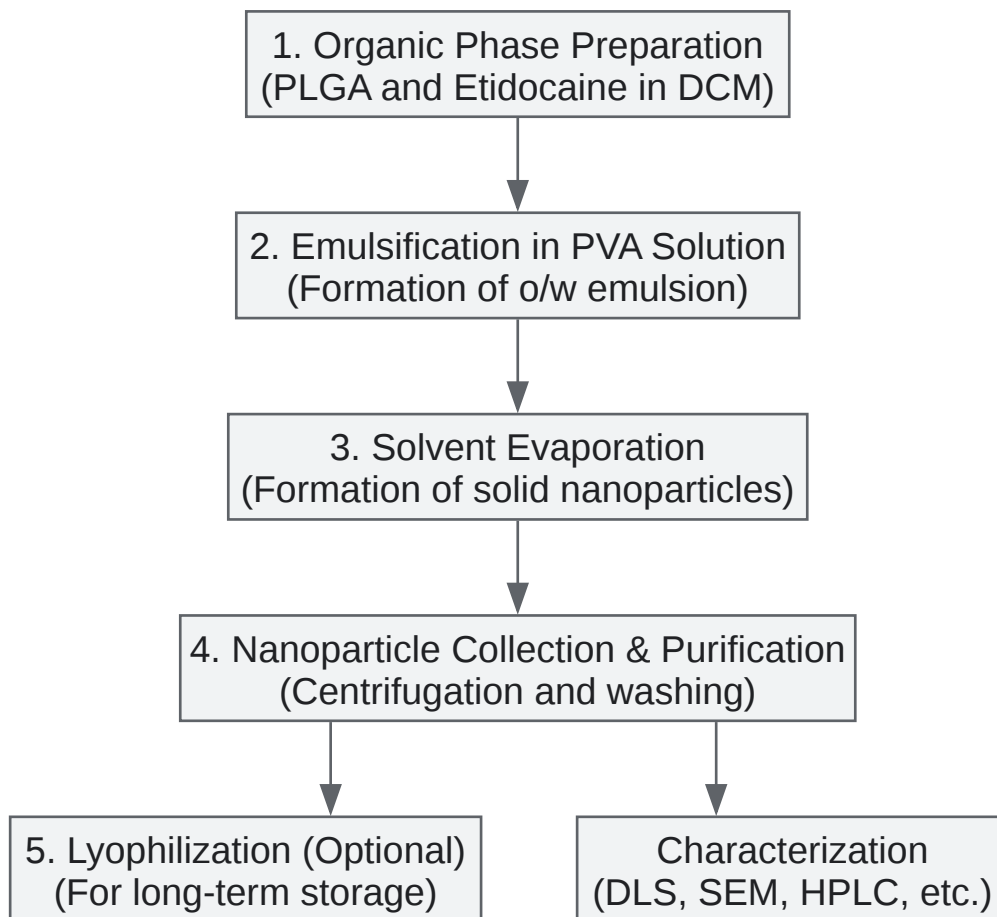 1. Organic Phase Preparation
(PLGA and Etidocaine in DCM)
2. Emulsification in PVA Solution
(Formation of o/w emulsion)
3. Solvent Evaporation
(Formation of solid nanoparticles)
4. Nanoparticle Collection & Purification
(Centrifugation and washing)
5. Lyophilization (Optional)
(For long-term storage)
Characterization
(DLS, SEM, HPLC, etc.)